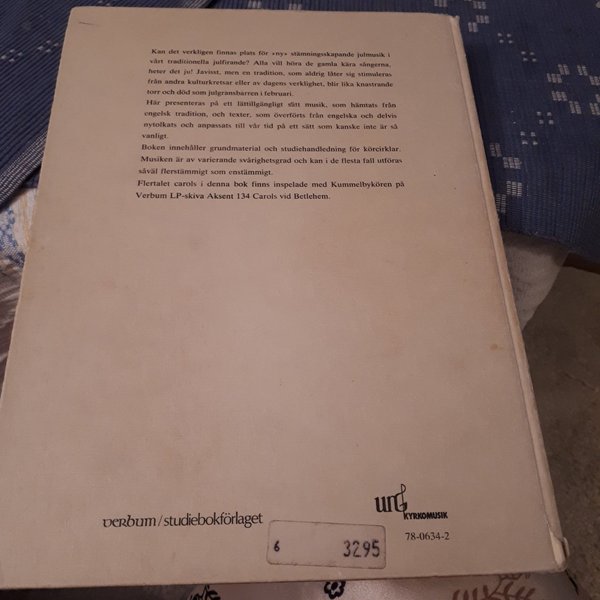 Kan det verkligen finnas plats för »ny» stämningsskapande julmusik i
vårt traditionella julfirande? Alla vill höra de gamla kära sångerna,
heter det ju! Javisst, men en tradition, som aldrig låter sig stimuleras
från andra kulturkretsar eller av dagens verklighet, blir lika knastrande
torr och död som julgransbarren i februari.
Här presenteras på ett lättillgängligt sätt musik, som hämtats från
engelsk tradition, och texter, som överförts från engelska och delvis
nytolkats och anpassats till vår tid på ett sätt som kanske inte är så
vanligt.
Boken innehåller grundmaterial och studiehandledning för körcirklar.
Musiken är av varierande svårighetsgrad och kan i de flesta fall utföras
såväl flerstämmigt som enstämmigt.
Flertalet carols i denna bok finns inspelade med Kummelbykören på
Verbum LP-skiva Aksent 134 Carols vid Betlehem.
ung
KYRKOMUSIK
verbum/studiebokförlaget
78-0634-2
6 3295